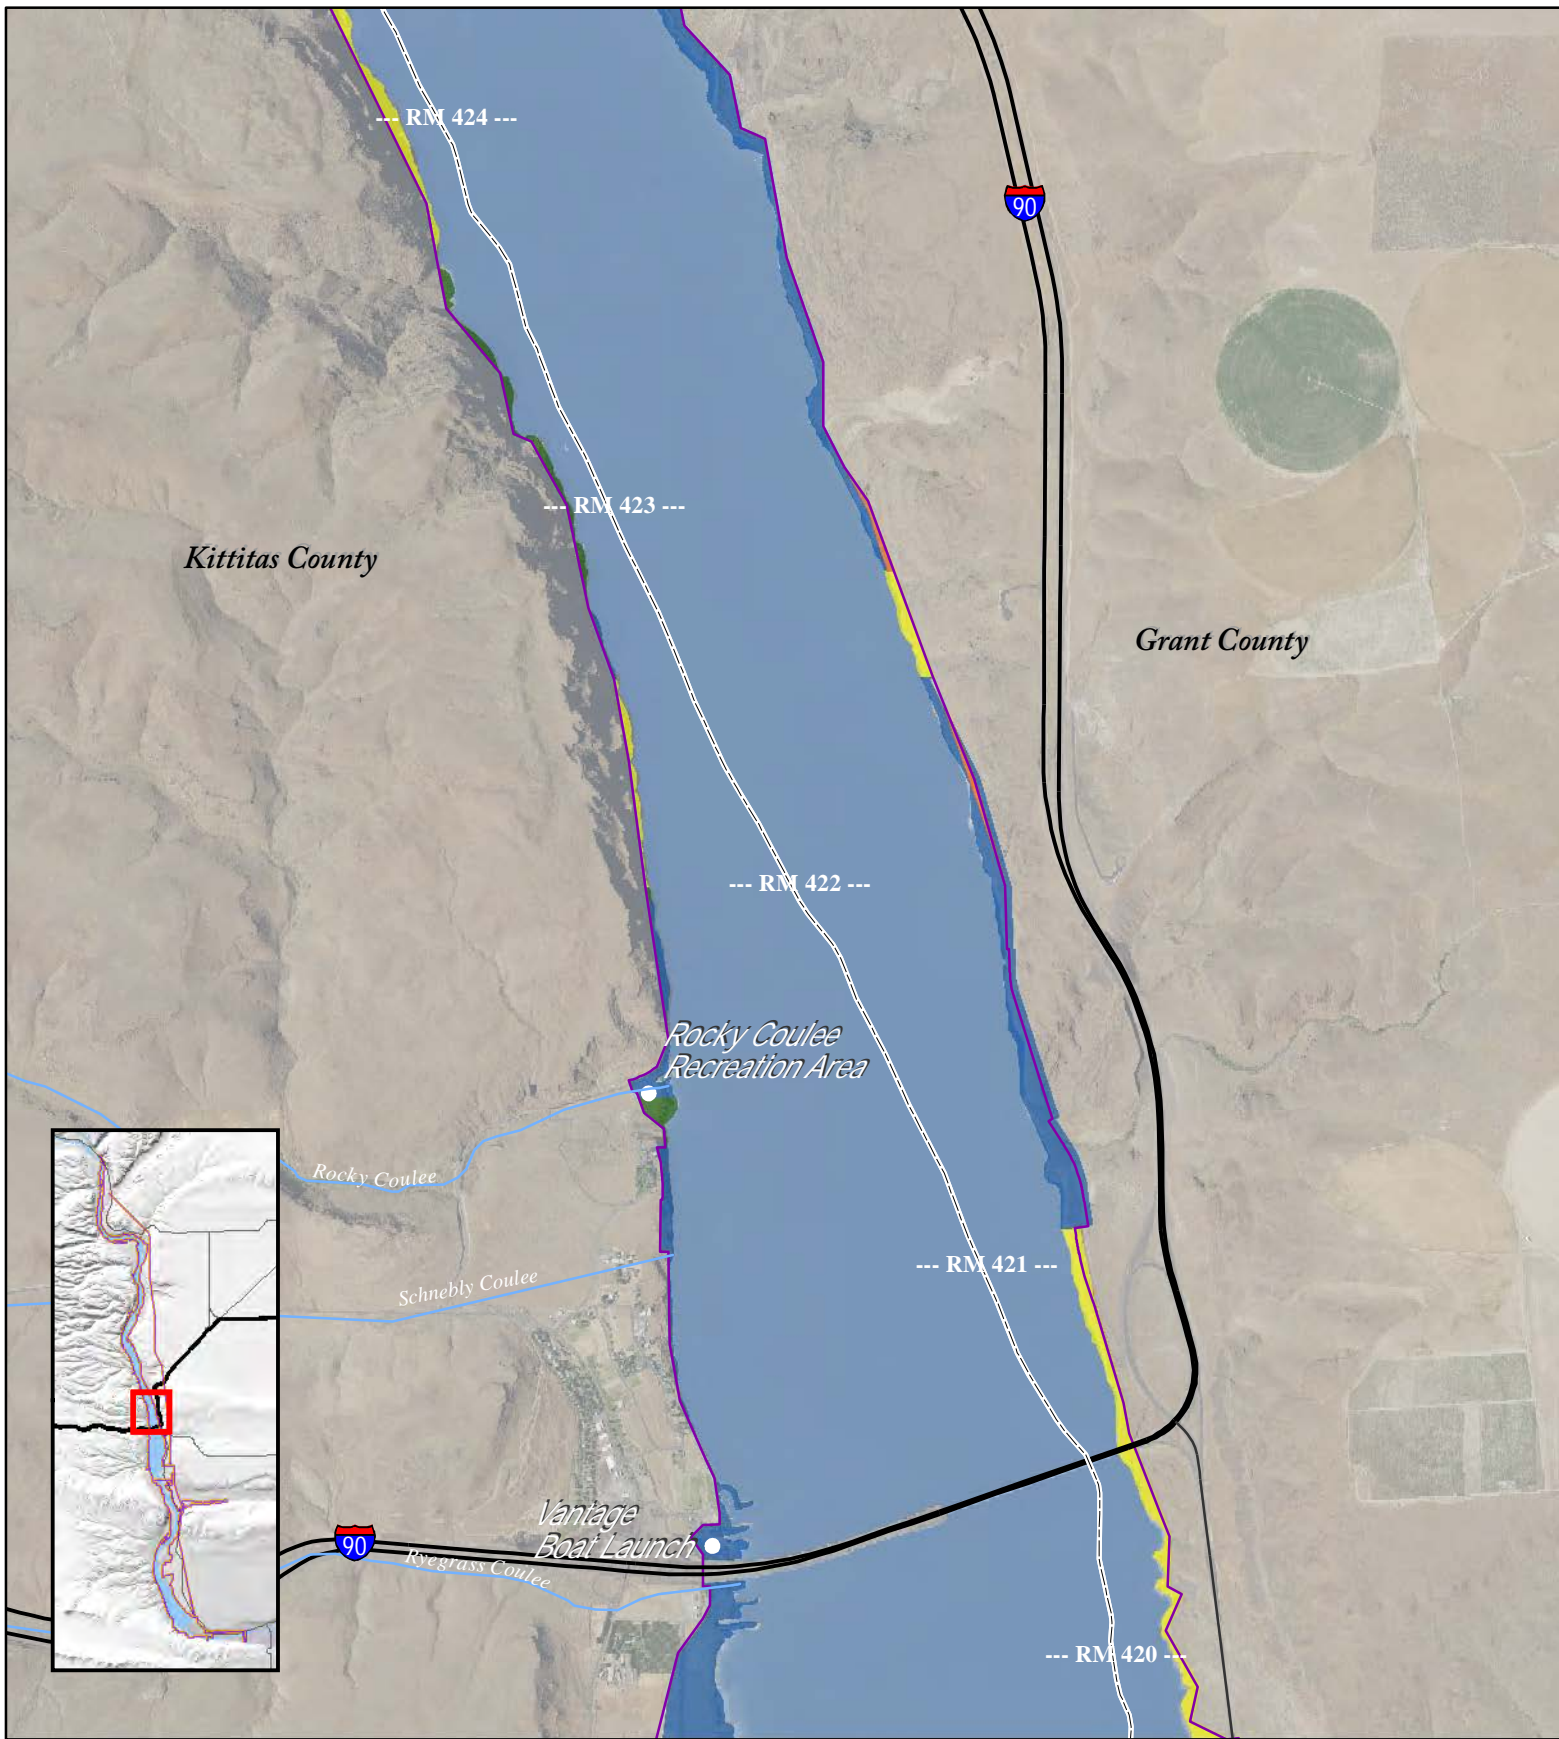 --- RM 424 ---
90
--- RM 423 ---
Kittitas County
Grant County
--- RM 422 ---
Rocky Coulee
Recreation Area
Rocky Coulee
--- RM 421 ---
Schnebly Coulee
Vantage
Boat Launch
90
Ryegrass Coulee
--- RM 420 ---